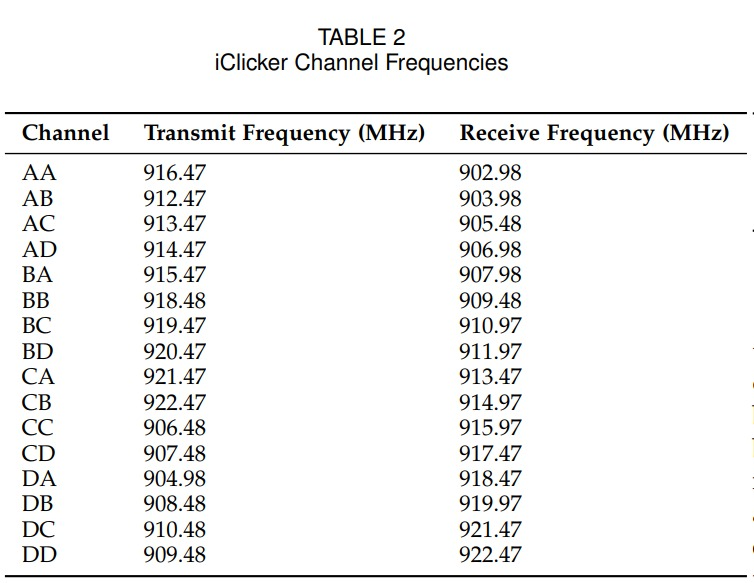 TABLE 2
iClicker Channel Frequencies
Channel Transmit Frequency (MHz) Receive Frequency (MHz)
AA 916.47 902.98
AB 912.47 903.98
AC 913.47 905.48
AD 914.47 906.98
BA 915.47 907.98
BB 918.48 909.48
BC 919.47 910.97
BD 920.47 911.97
CA 921.47 913.47
CB 922.47 914.97
CC 906.48 915.97
CD 907.48 917.47
DA 904.98 918.47
DB 908.48 919.97
DC 910.48 921.47
DD 909.48 922.47